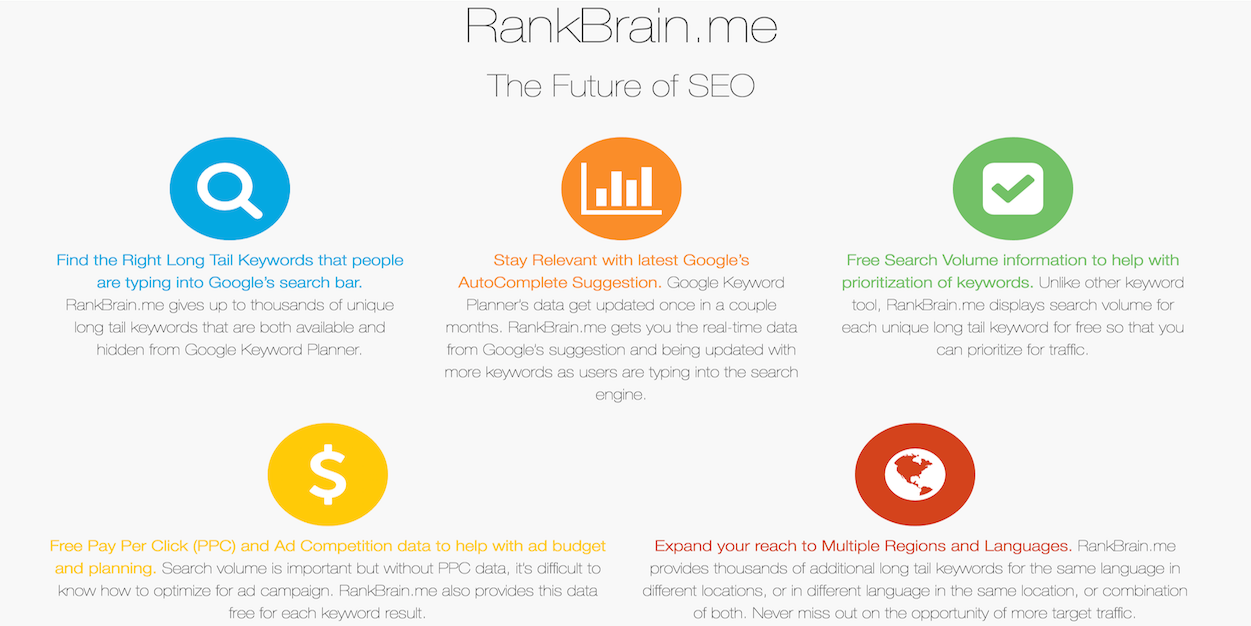 RankBrain.me
The Future of SEO
Find the Right Long Tail Keywords that people
are typing into Google's search bar.
RankBrain.me gives up to thousands of unique
long tail keywords that are both available and
hidden from Google Keyword Planner.
Stay Relevant with latest Google's
AutoComplete Suggestion. Google Keyword
Planner's data get updated once in a couple
months. RankBrain.me gets you the real-time data
from Google's suggestion and being updated with
more keywords as users are typing into the search
engine.
Free Search Volume information to help with
prioritization of keywords. Unlike other keyword
tool, RankBrain.me displays search volume for
each unique long tail keyword for free so that you
can prioritize for traffic.
$
Free Pay Per Click (PPC) and Ad Competition data to help with ad budget
and planning. Search volume is important but without PPC data, it's difficult to
know how to optimize for ad campaign. RankBrain.me also provides this data
free for each keyword result.
Expand your reach to Multiple Regions and Languages. RankBrain.me
provides thousands of additional long tail keywords for the same language in
different locations, or in different language in the same location, or combination
of both. Never miss out on the opportunity of more target traffic.